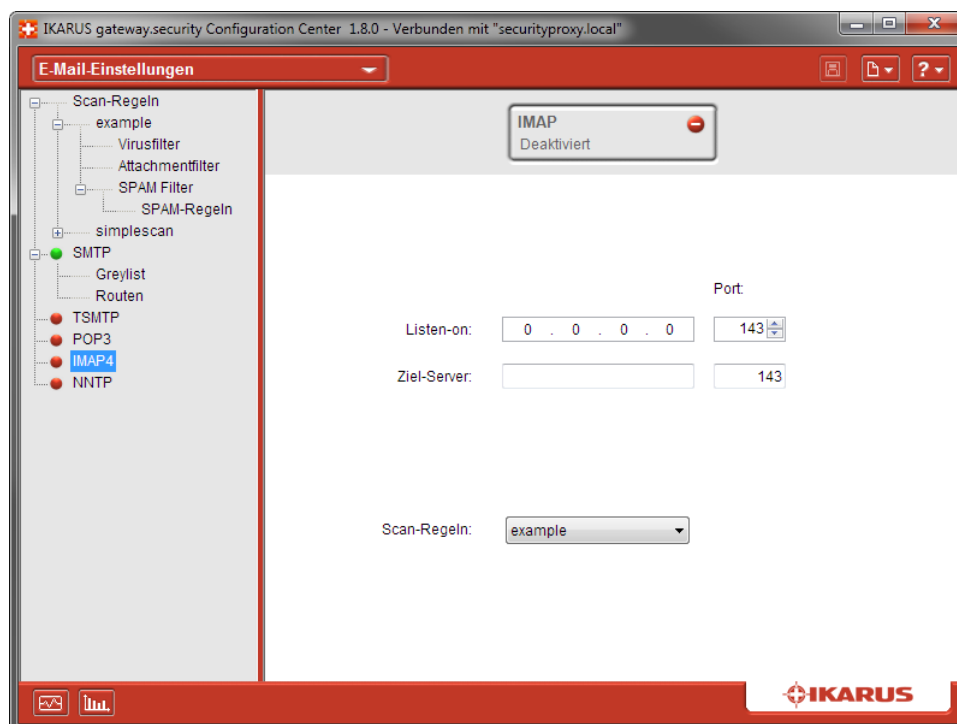 IKARUS gateway.security Configuration Center 1.8.0 - Verbunden mit "securityproxy.local"
E-Mail-Einstellungen
?
Scan-Regeln
example
Virusfilter
Attachmentfilter
SPAM Filter
SPAM-Regeln
simplescan
SMTP
Greylist
Routen
TSMTP
POP3
IMAP4
NNTP
IMAP
Deaktiviert
Port:
Listen-on: 0 . 0 . 0 . 0 143
Ziel-Server: 143
Scan-Regeln: example
IKARUS